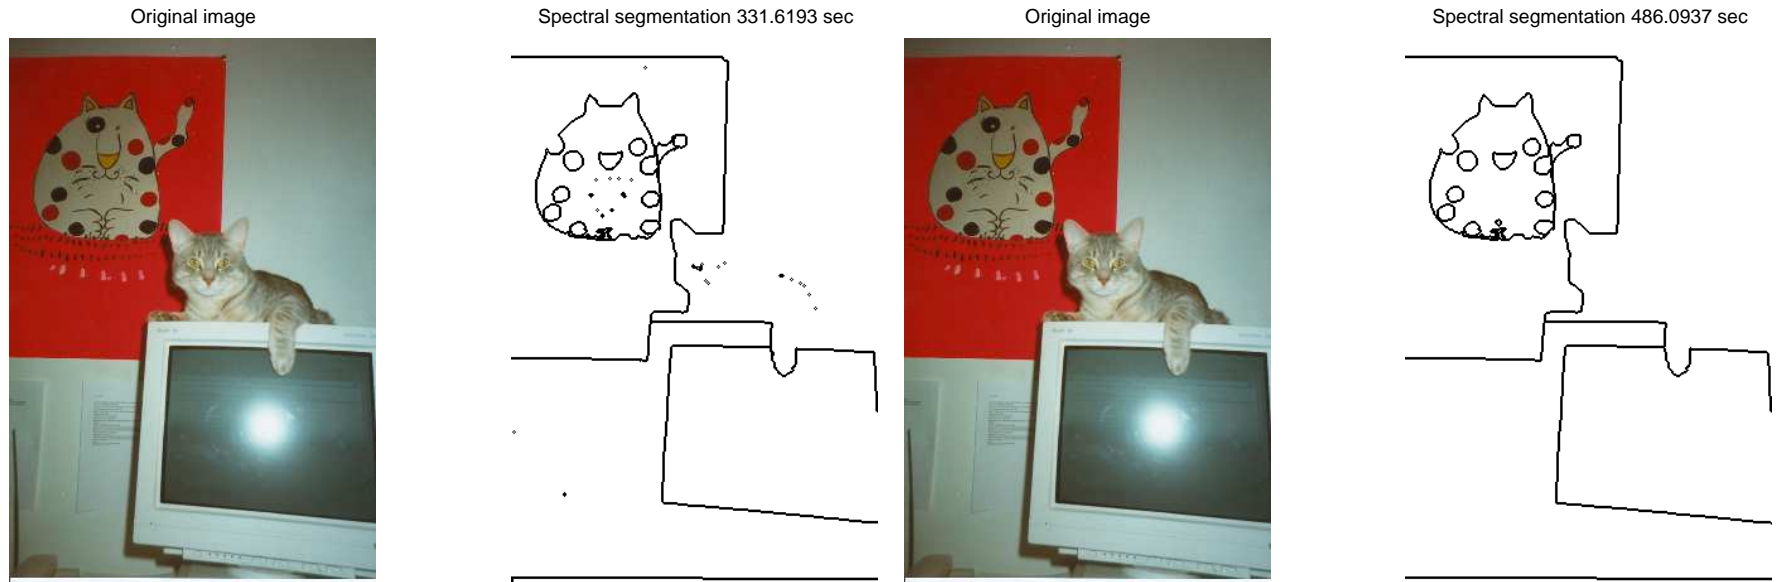 Original image
Spectral segmentation 331.6193 sec
Original image
Spectral segmentation 486.0937 sec